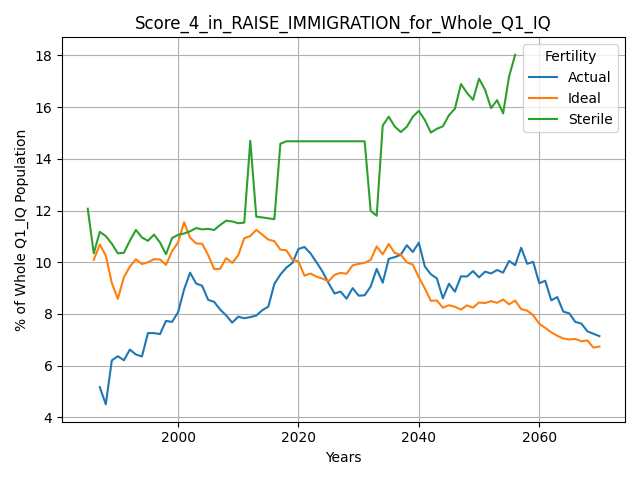 Score_4_in_RAISE_IMMIGRATION_for_Whole_Q1_IQ
% of Whole Q1_IQ Population
18
16
14
12
10
8
6
4
Fertility
Actual
Ideal
Sterile
2000
2020
2040
2060
Years